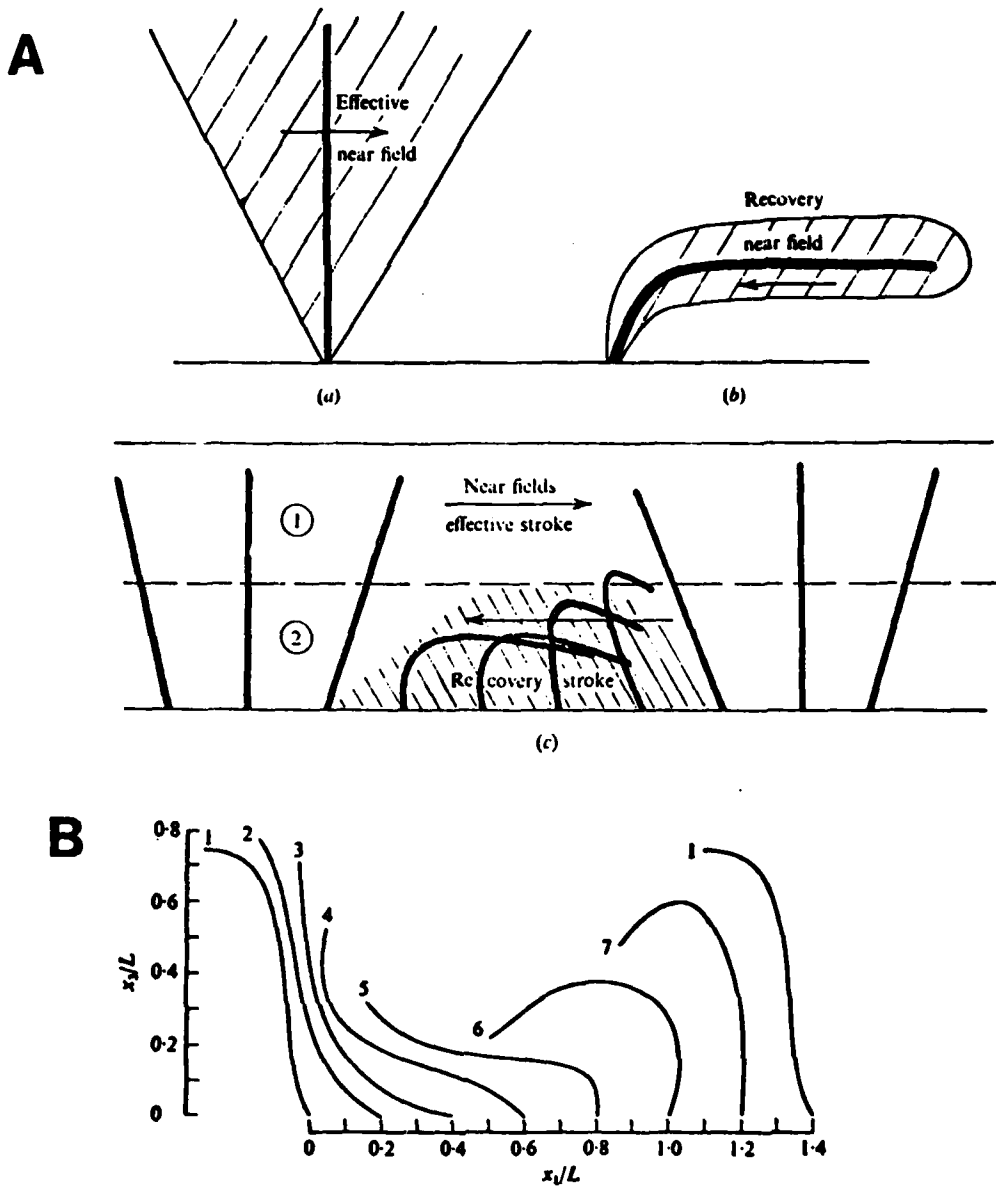 A
Effective
near field
Recovery
near field
(a)
(b)
Near fields
effective stroke
1
2
Recovery stroke
(c)
B
0·8
0·6
0·4
0·2
0
x₃/L
1
2
3
4
5
6
7
1
0
0·2
0·4
0·6
0·8
1·0
1·2
1·4
x₁/L